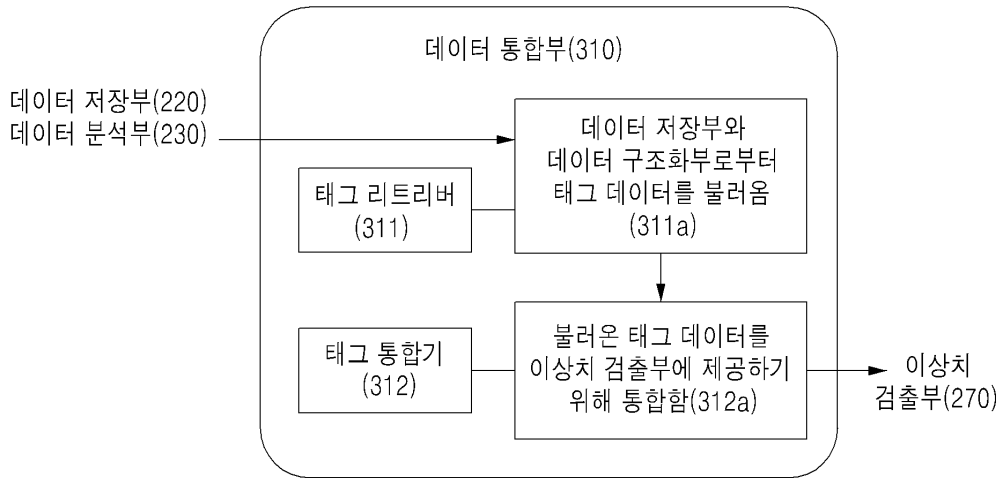 데이터 통합부(310)
데이터 저장부(220)
데이터 분석부(230)
데이터 저장부와
데이터 구조화부로부터
태그 데이터를 불러옴
(311a)
태그 리트리버
(311)
불러온 태그 데이터를
이상치 검출부에 제공하기
위해 통합함(312a)
태그 통합기
(312)
이상치
검출부(270)